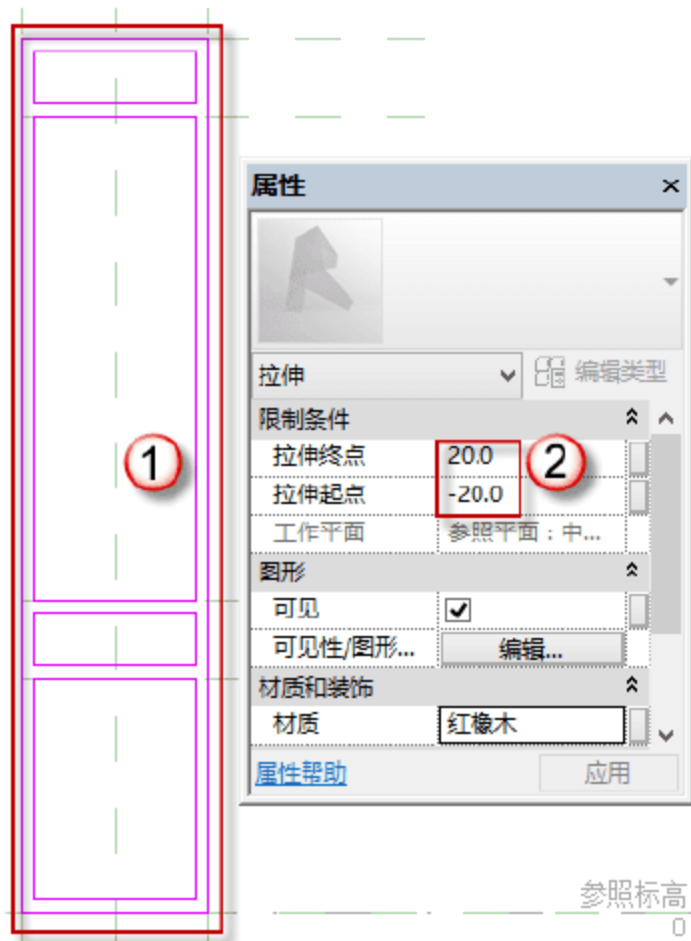 属性
拉伸
编辑类型
限制条件
拉伸终点 20.0
拉伸起点 -20.0
工作平面 参照平面：中...
图形
可见
可见性/图形... 编辑...
材质和装饰
材质 红橡木
属性帮助 应用
1
2
参照标高
0